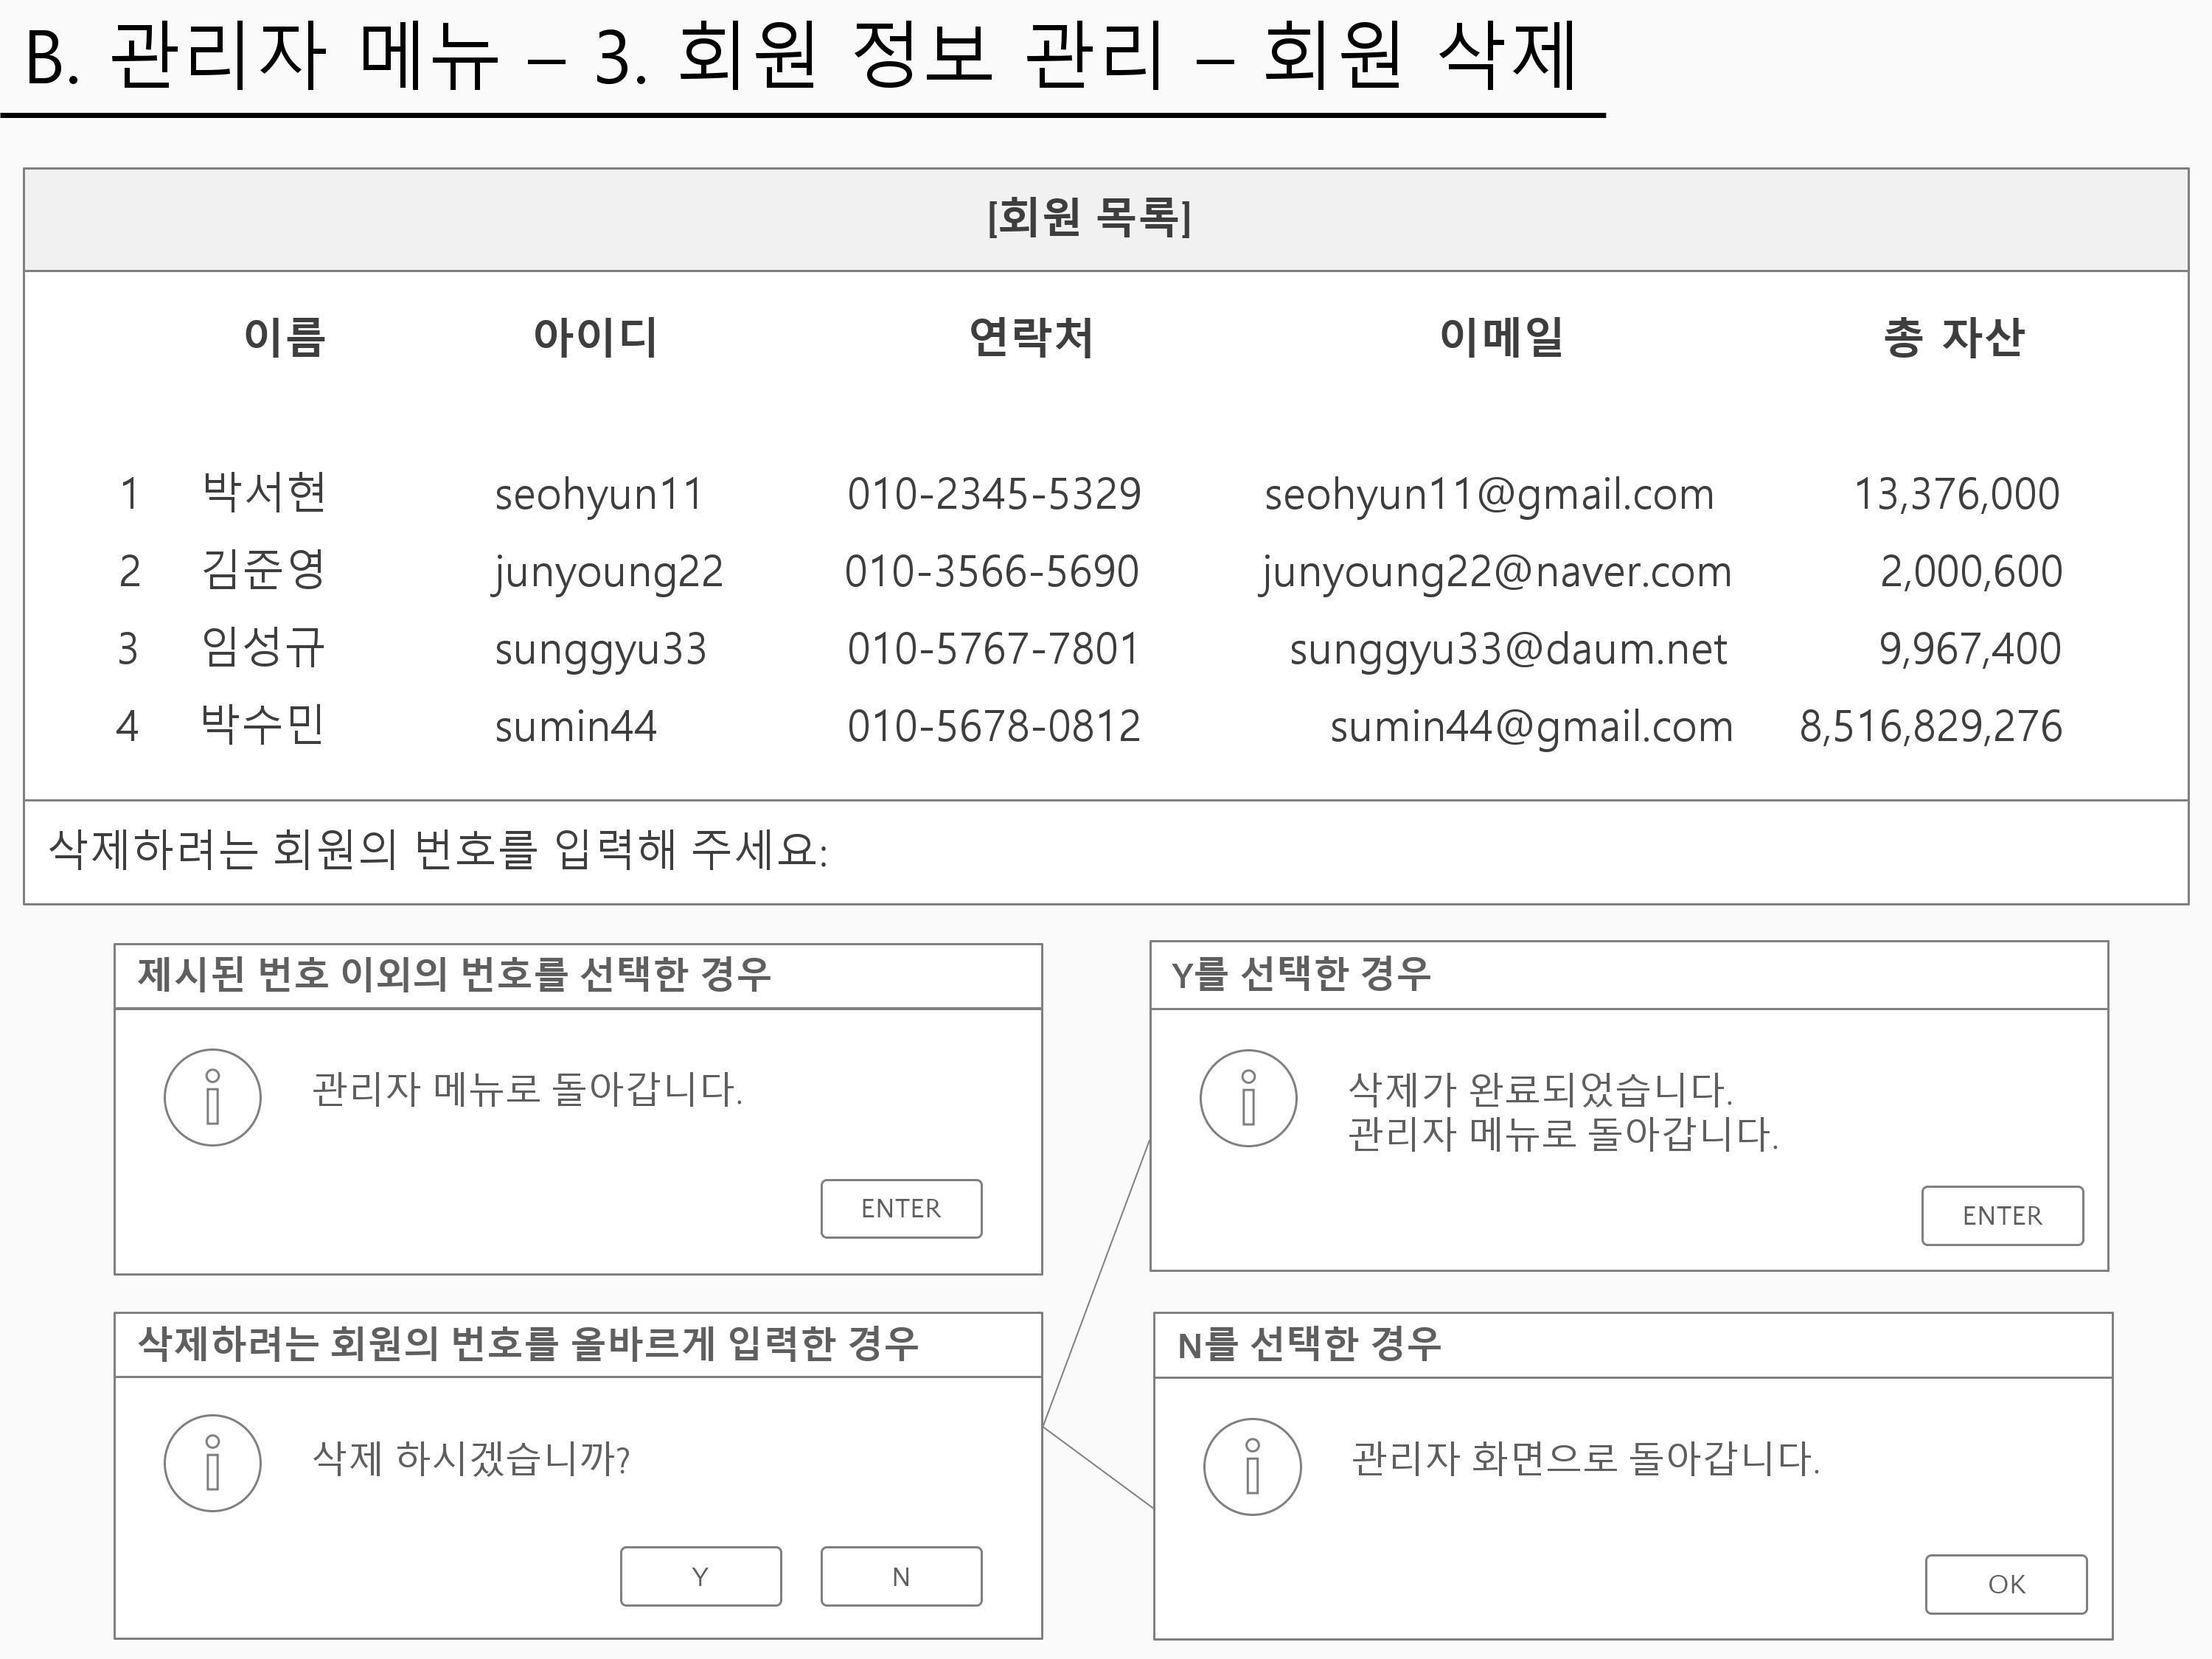 B. 관리자 메뉴 – 3. 회원 정보 관리 – 회원 삭제
[회원 목록]
이름 아이디 연락처 이메일 총 자산
1 박서현 seohyun11 010-2345-5329 seohyun11@gmail.com 13,376,000
2 김준영 junyoung22 010-3566-5690 junyoung22@naver.com 2,000,600
3 임성규 sunggyu33 010-5767-7801 sunggyu33@daum.net 9,967,400
4 박수민 sumin44 010-5678-0812 sumin44@gmail.com 8,516,829,276
삭제하려는 회원의 번호를 입력해 주세요:
제시된 번호 이외의 번호를 선택한 경우
관리자 메뉴로 돌아갑니다.
ENTER
Y를 선택한 경우
삭제가 완료되었습니다.
관리자 메뉴로 돌아갑니다.
ENTER
삭제하려는 회원의 번호를 올바르게 입력한 경우
삭제 하시겠습니까?
Y N
N를 선택한 경우
관리자 화면으로 돌아갑니다.
OK